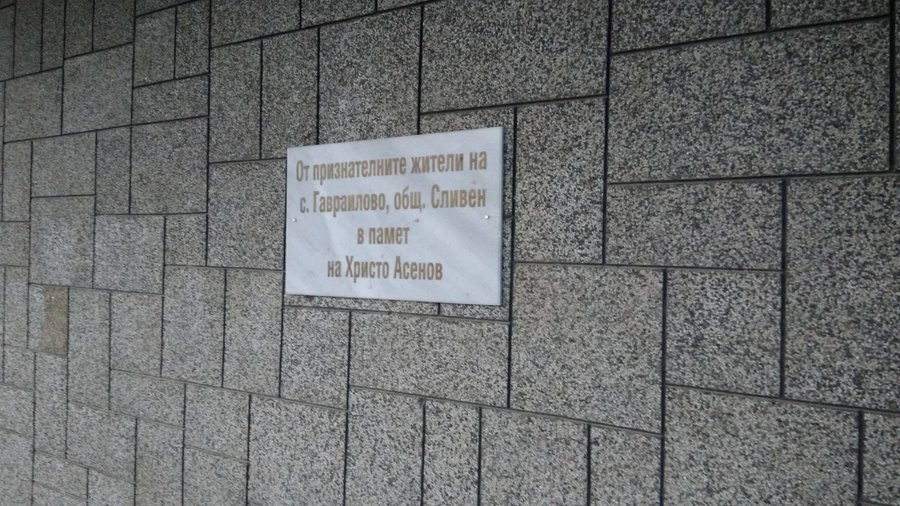 От признателните жители на
с. Гавраилово, общ. Сливен
в памет
на Христо Асенов